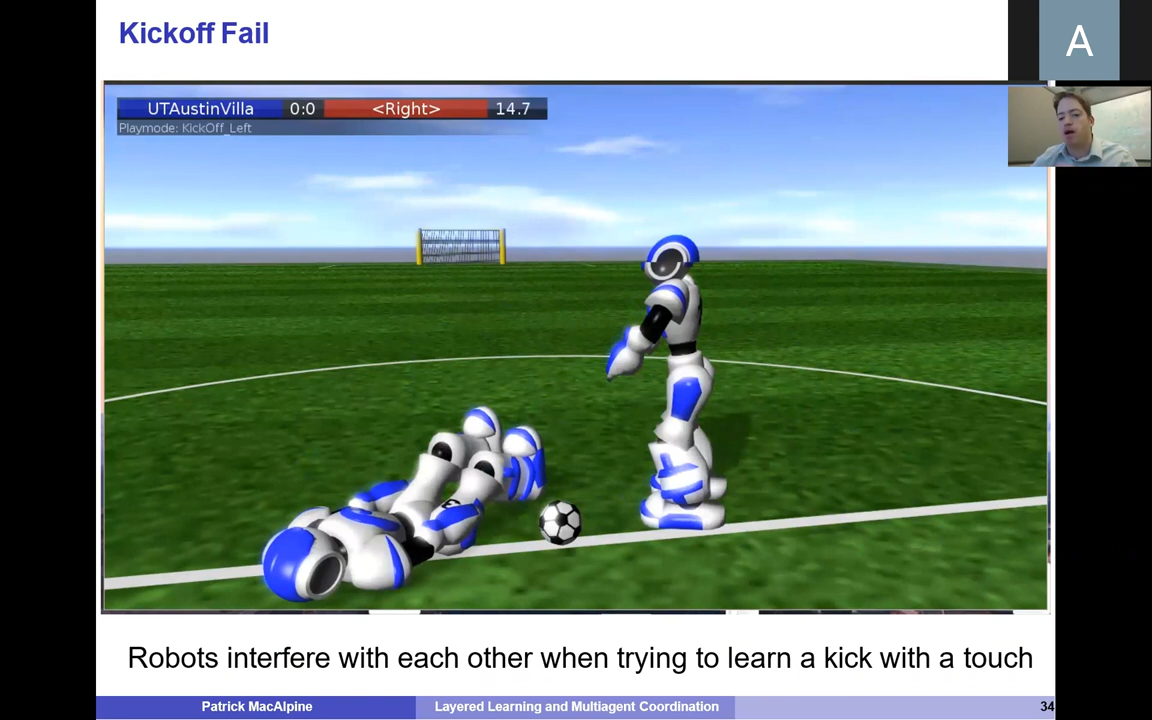 Kickoff Fail
A
UTAustinVilla 0:0 <Right> 14.7
Playmode: KickOff_Left
Robots interfere with each other when trying to learn a kick with a touch
Patrick MacAlpine Layered Learning and Multiagent Coordination 34